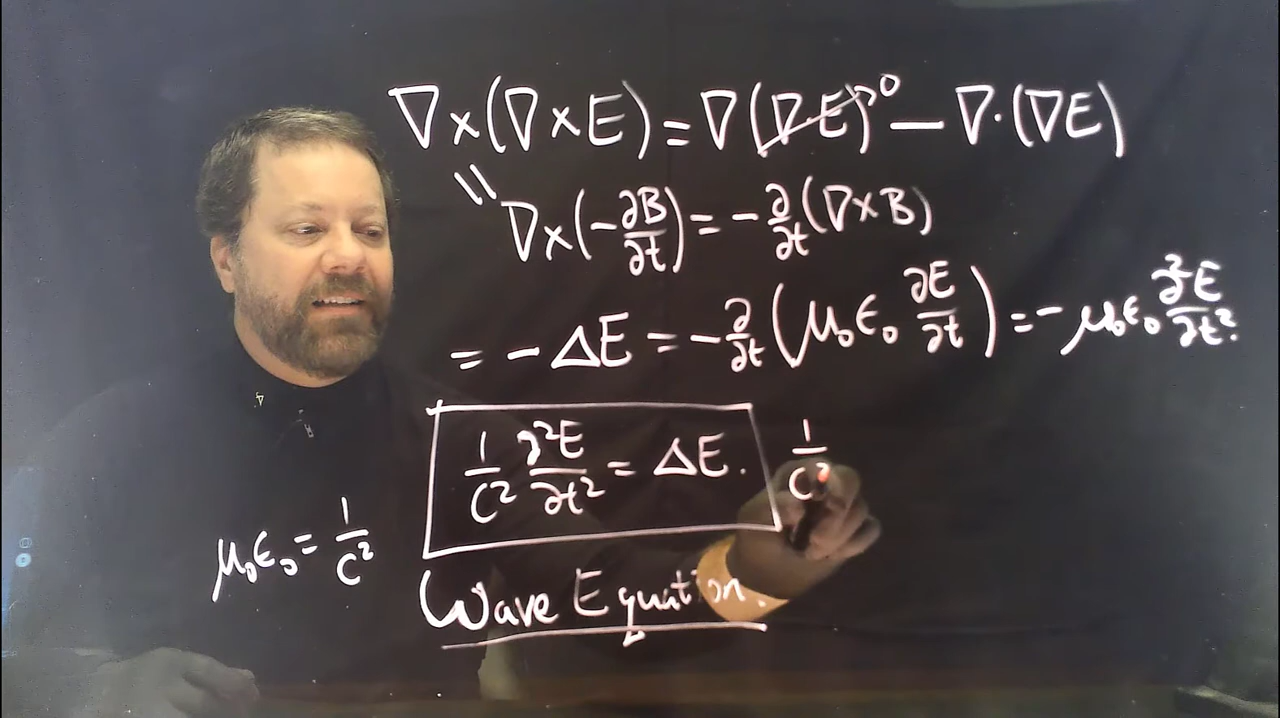 ∇×(∇×E) = ∇(∇·E)⁰ — ∇·(∇E)
‖ ∇×(-∂B/∂t) = -∂/∂t(∇×B)
= -ΔE = -∂/∂t(μ₀ϵ₀ ∂E/∂t) = -μ₀ϵ₀ ∂²E/∂t².
1/c² ∂²E/∂t² = ΔE.
1/c²
μ₀ϵ₀ = 1/c²
Wave Equation.